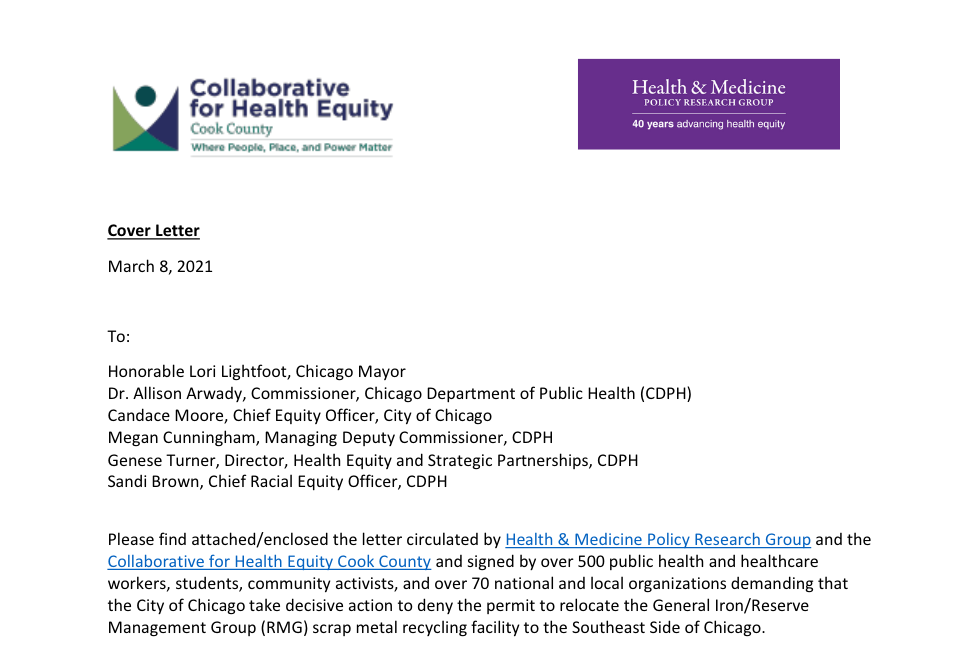 Collaborative
for Health Equity
Cook County
Where People, Place, and Power Matter
Health & Medicine
POLICY RESEARCH GROUP
40 years advancing health equity
Cover Letter
March 8, 2021
To:
Honorable Lori Lightfoot, Chicago Mayor
Dr. Allison Arwady, Commissioner, Chicago Department of Public Health (CDPH)
Candace Moore, Chief Equity Officer, City of Chicago
Megan Cunningham, Managing Deputy Commissioner, CDPH
Genese Turner, Director, Health Equity and Strategic Partnerships, CDPH
Sandi Brown, Chief Racial Equity Officer, CDPH
Please find attached/enclosed the letter circulated by Health & Medicine Policy Research Group and the
Collaborative for Health Equity Cook County and signed by over 500 public health and healthcare
workers, students, community activists, and over 70 national and local organizations demanding that
the City of Chicago take decisive action to deny the permit to relocate the General Iron/Reserve
Management Group (RMG) scrap metal recycling facility to the Southeast Side of Chicago.